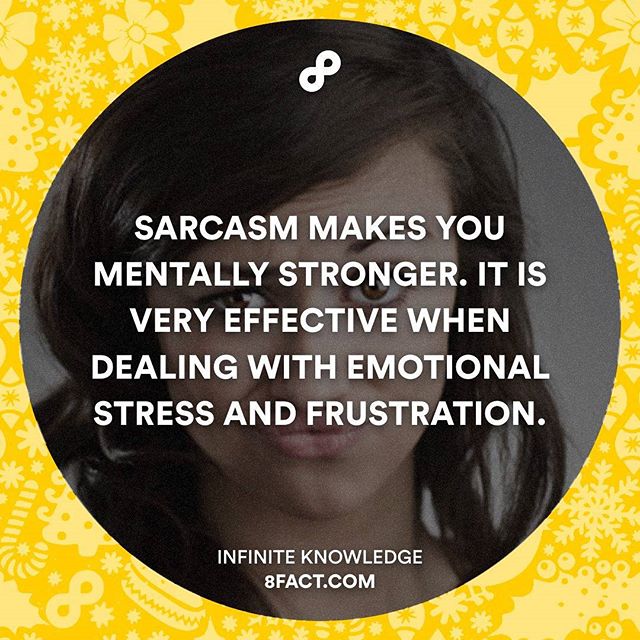 SARCASM MAKES YOU
MENTALLY STRONGER. IT IS
VERY EFFECTIVE WHEN
DEALING WITH EMOTIONAL
STRESS AND FRUSTRATION.
INFINITE KNOWLEDGE
8FACT.COM